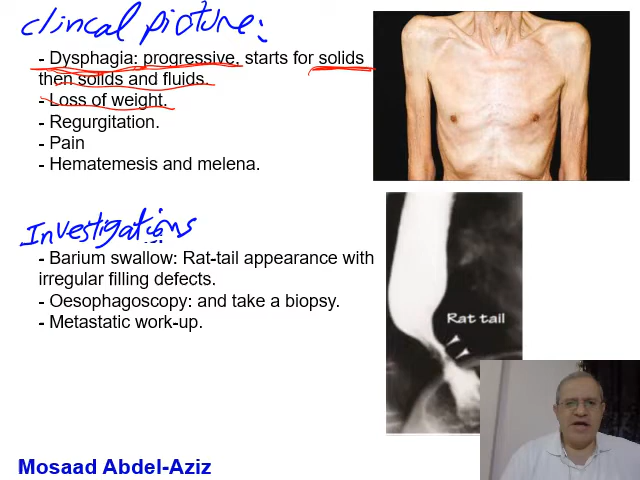 clinical picture:
- Dysphagia: progressive, starts for solids
then solids and fluids.
- Loss of weight.
- Regurgitation.
- Pain
- Hematemesis and melena.
Investigations
- Barium swallow: Rat-tail appearance with
irregular filling defects.
- Oesophagoscopy: and take a biopsy.
- Metastatic work-up.
Rat tail
Mosaad Abdel-Aziz